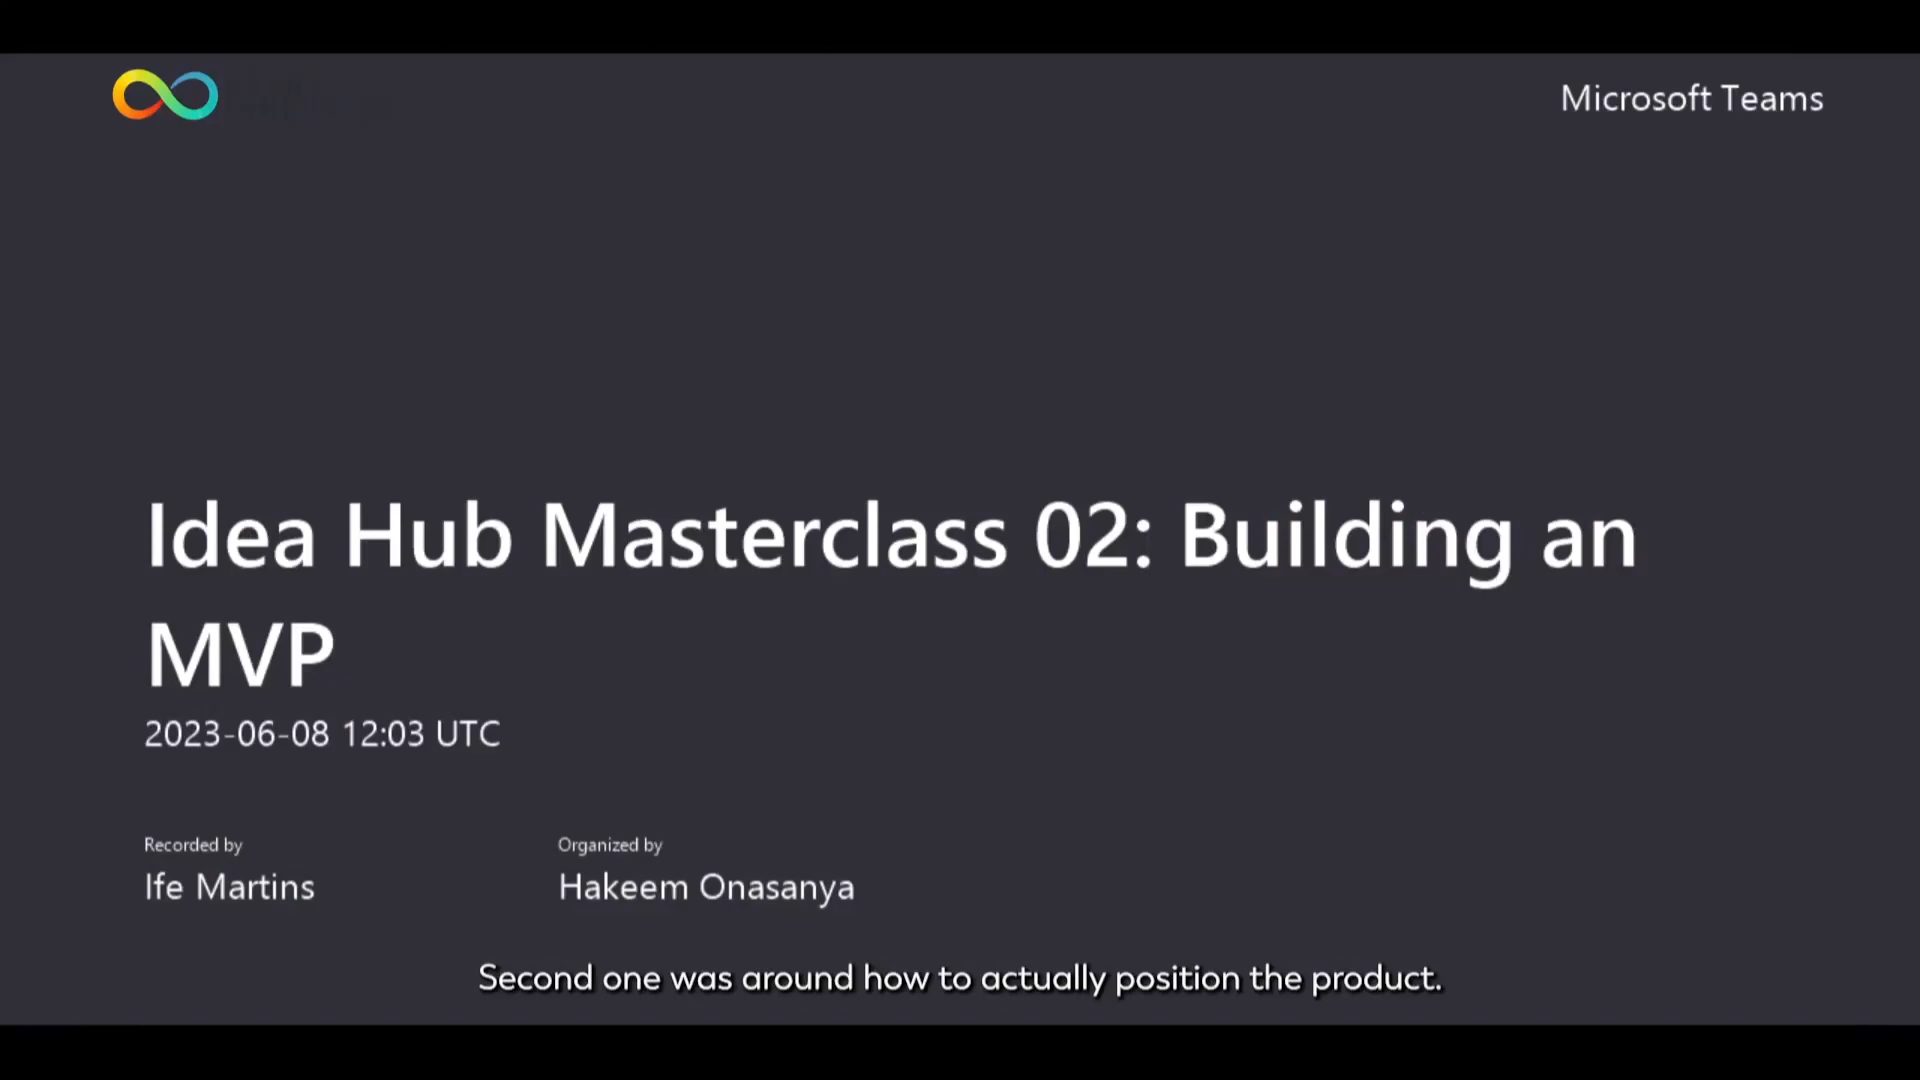 Microsoft Teams
Idea Hub Masterclass 02: Building an
MVP
2023-06-08 12:03 UTC
Recorded by
Ife Martins
Organized by
Hakeem Onasanya
Second one was around how to actually position the product.